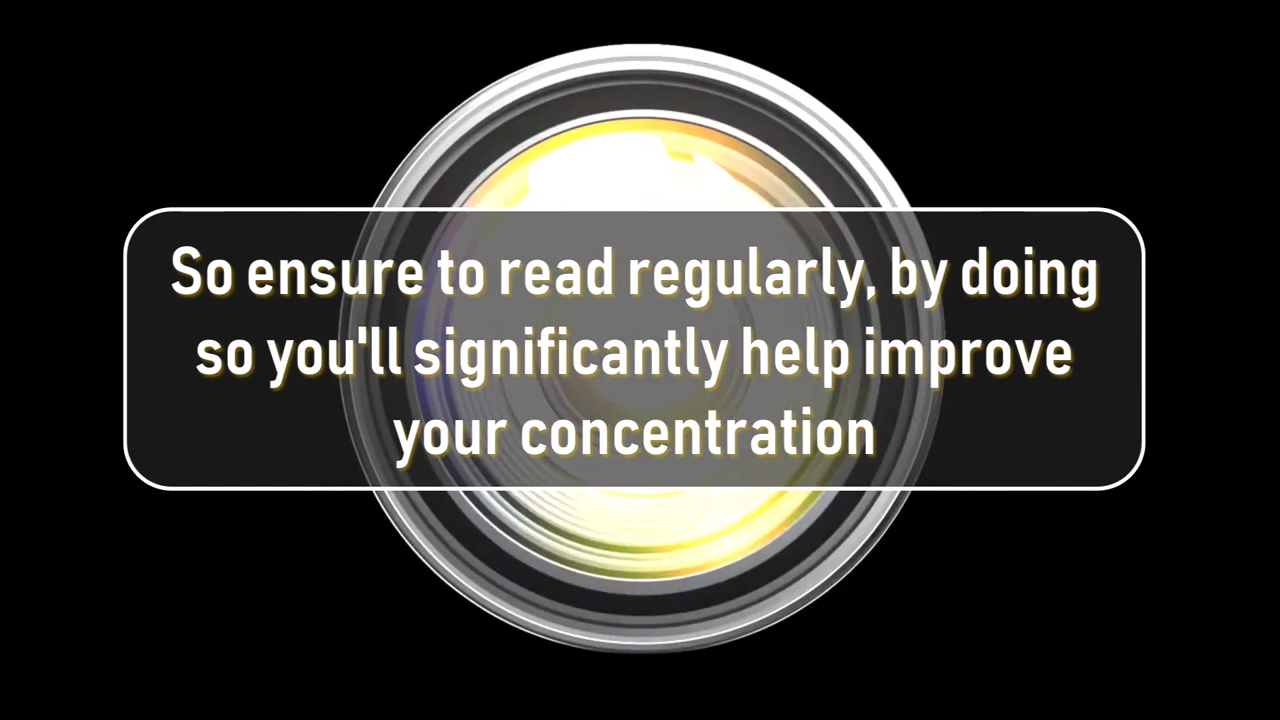 So ensure to read regularly, by doing
so you'll significantly help improve
your concentration